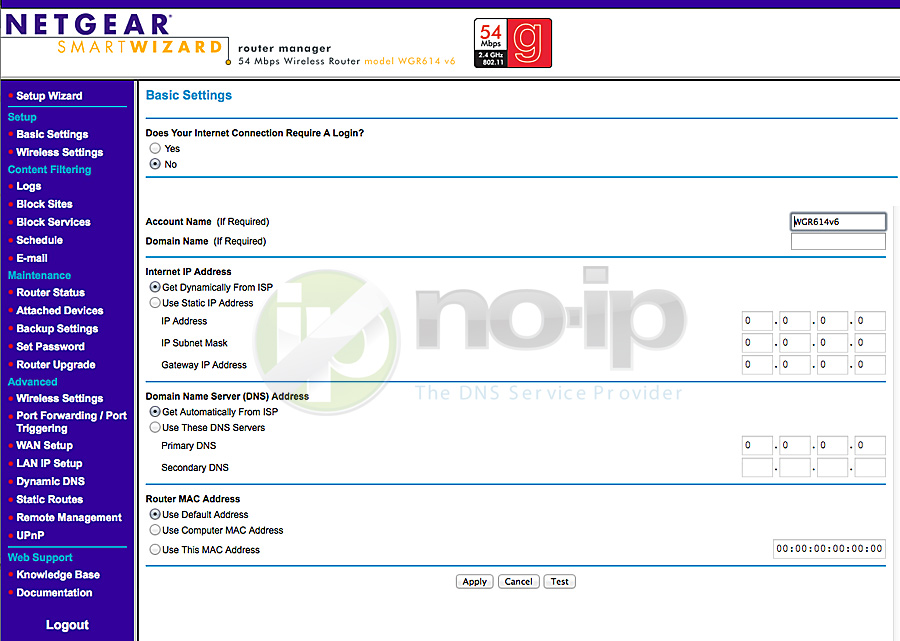 NETGEAR
SMARTWIZARD
router manager
54 Mbps Wireless Router model WGR614 v6
54
Mbps
2.4 GHz
802.11
g
Setup Wizard
Setup
Basic Settings
Wireless Settings
Content Filtering
Logs
Block Sites
Block Services
Schedule
E-mail
Maintenance
Router Status
Attached Devices
Backup Settings
Set Password
Router Upgrade
Advanced
Wireless Settings
Port Forwarding / Port
Triggering
WAN Setup
LAN IP Setup
Dynamic DNS
Static Routes
Remote Management
UPnP
Web Support
Knowledge Base
Documentation
Logout
Basic Settings
Does Your Internet Connection Require A Login?
Yes
No
Account Name (If Required) WGR614v6
Domain Name (If Required)
Internet IP Address
Get Dynamically From ISP
Use Static IP Address
IP Address 0 . 0 . 0 . 0
IP Subnet Mask 0 . 0 . 0 . 0
Gateway IP Address 0 . 0 . 0 . 0
ip no-ip
The DNS Service Provider
Domain Name Server (DNS) Address
Get Automatically From ISP
Use These DNS Servers
Primary DNS 0 . 0 . 0 . 0
Secondary DNS . . .
Router MAC Address
Use Default Address
Use Computer MAC Address
Use This MAC Address 00:00:00:00:00:00
Apply Cancel Test